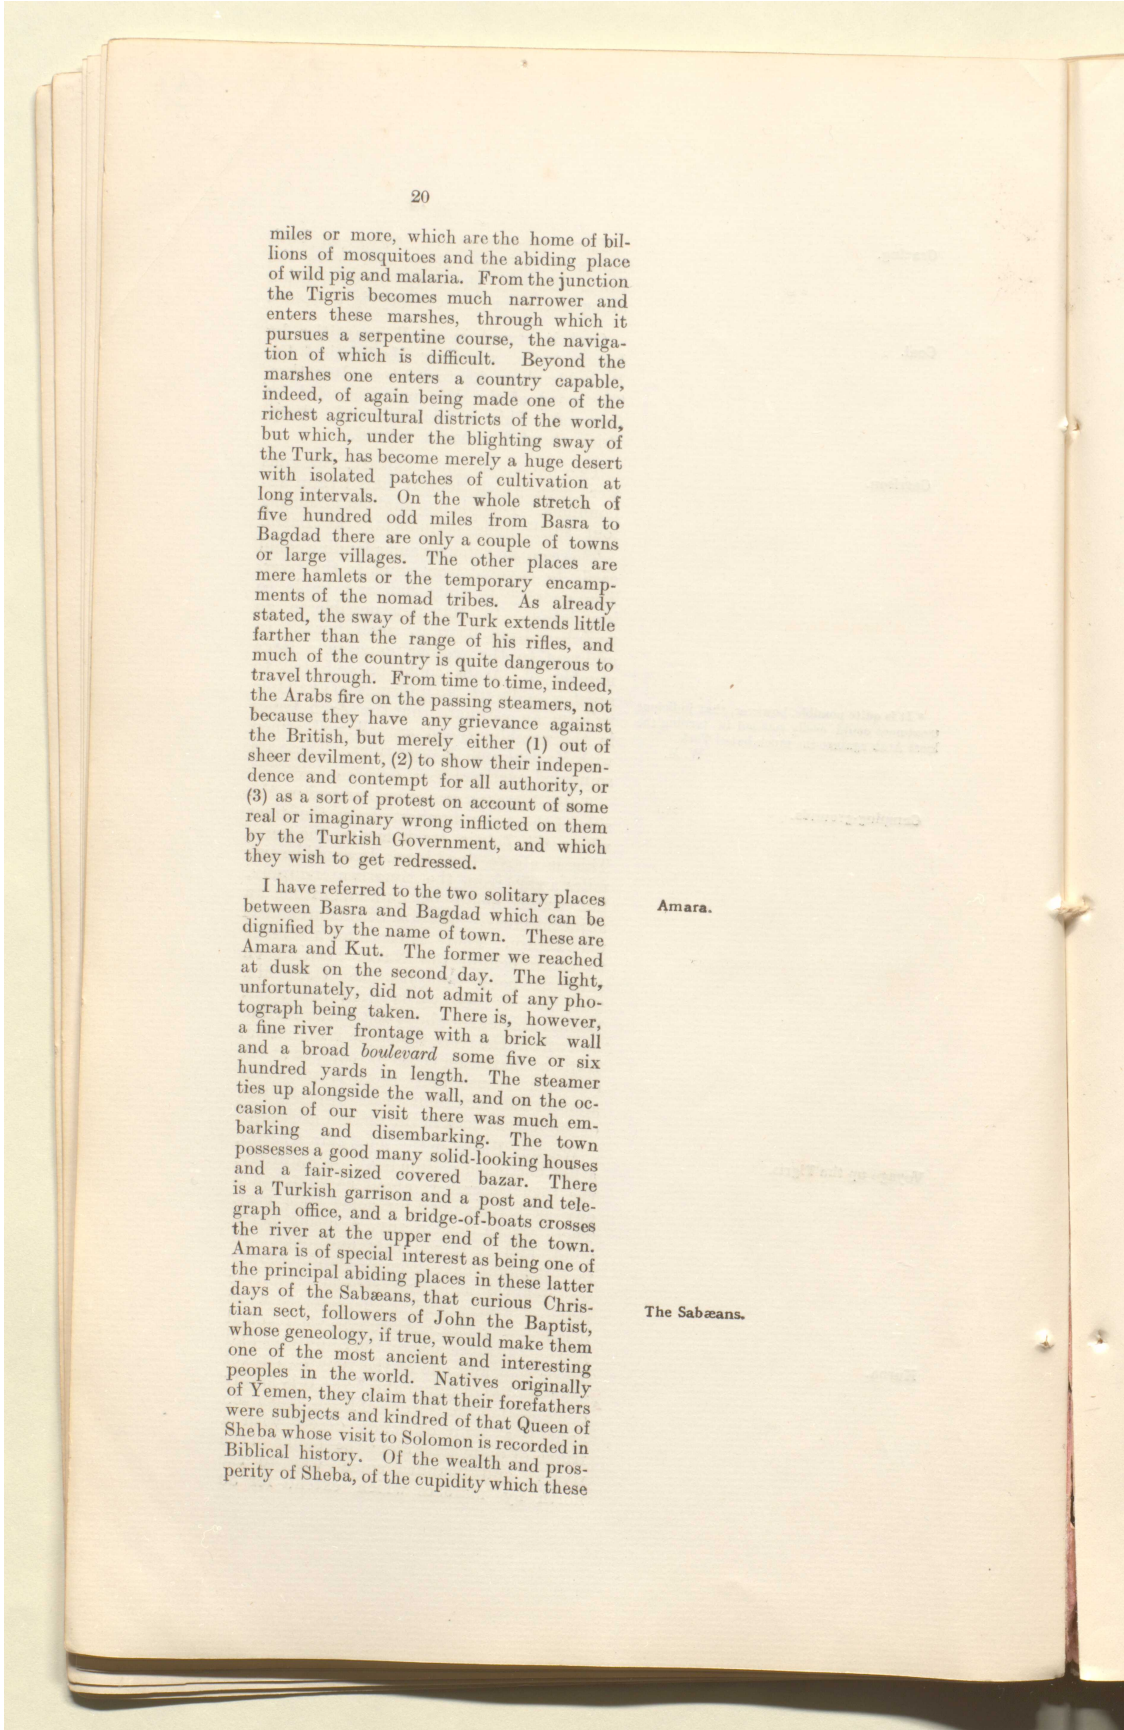 20
miles or more, which are the home of bil-
lions of mosquitoes and the abiding place
of wild pig and malaria. From the junction
the Tigris becomes much narrower and
enters these marshes, through which it
pursues a serpentine course, the naviga-
tion of which is difficult. Beyond the
marshes one enters a country capable,
indeed, of again being made one of the
richest agricultural districts of the world,
but which, under the blighting sway of
the Turk, has become merely a huge desert
with isolated patches of cultivation at
long intervals. On the whole stretch of
five hundred odd miles from Basra to
Bagdad there are only a couple of towns
or large villages. The other places are
mere hamlets or the temporary encamp-
ments of the nomad tribes. As already
stated, the sway of the Turk extends little
farther than the range of his rifles, and
much of the country is quite dangerous to
travel through. From time to time, indeed,
the Arabs fire on the passing steamers, not
because they have any grievance against
the British, but merely either (1) out of
sheer devilment, (2) to show their indepen-
dence and contempt for all authority, or
(3) as a sort of protest on account of some
real or imaginary wrong inflicted on them
by the Turkish Government, and which
they wish to get redressed.
I have referred to the two solitary places
between Basra and Bagdad which can be
dignified by the name of town. These are
Amara and Kut. The former we reached
at dusk on the second day. The light,
unfortunately, did not admit of any pho-
tograph being taken. There is, however,
a fine river frontage with a brick wall
and a broad boulevard some five or six
hundred yards in length. The steamer
ties up alongside the wall, and on the oc-
casion of our visit there was much em-
barking and disembarking. The town
possesses a good many solid-looking houses
and a fair-sized covered bazar. There
is a Turkish garrison and a post and tele-
graph office, and a bridge-of-boats crosses
the river at the upper end of the town.
Amara is of special interest as being one of
the principal abiding places in these latter
days of the Sabæans, that curious Chris-
tian sect, followers of John the Baptist,
whose geneology, if true, would make them
one of the most ancient and interesting
peoples in the world. Natives originally
of Yemen, they claim that their forefathers
were subjects and kindred of that Queen of
Sheba whose visit to Solomon is recorded in
Biblical history. Of the wealth and pros-
perity of Sheba, of the cupidity which these
Amara.
The Sabæans.